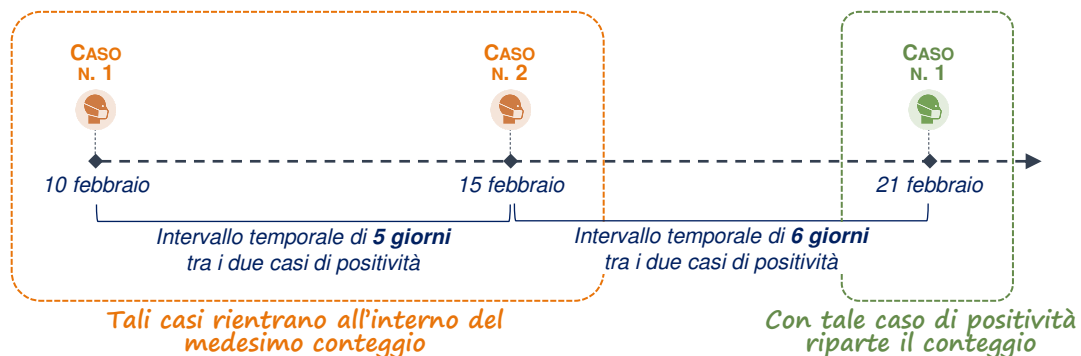 CASO
N. 1
CASO
N. 2
CASO
N. 1
10 febbraio
15 febbraio
21 febbraio
Intervallo temporale di 5 giorni
tra i due casi di positività
Intervallo temporale di 6 giorni
tra i due casi di positività
Tali casi rientrano all'interno del
medesimo conteggio
Con tale caso di positività
riparte il conteggio